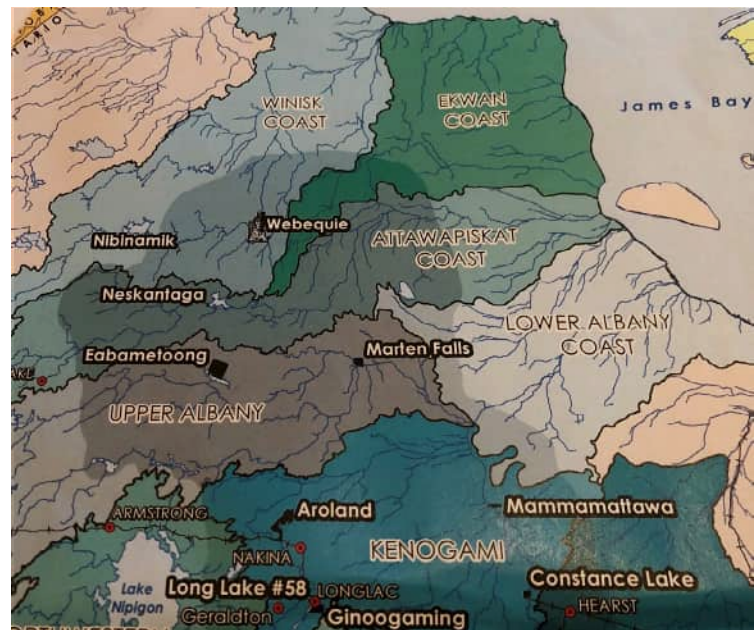 WINISK
COAST
EKWAN
COAST
James Bay
Nibinamik
Webequie
ATTAWAPISKAT
COAST
Neskantaga
LOWER ALBANY
COAST
Eabametoong
Marten Falls
UPPER ALBANY
ARMSTRONG
Aroland
Mammamattawa
NAKINA
KENOGAMI
Lake
Nipigon
Long Lake #58
LONGLAC
Constance Lake
Geraldton
Ginoogaming
HEARST